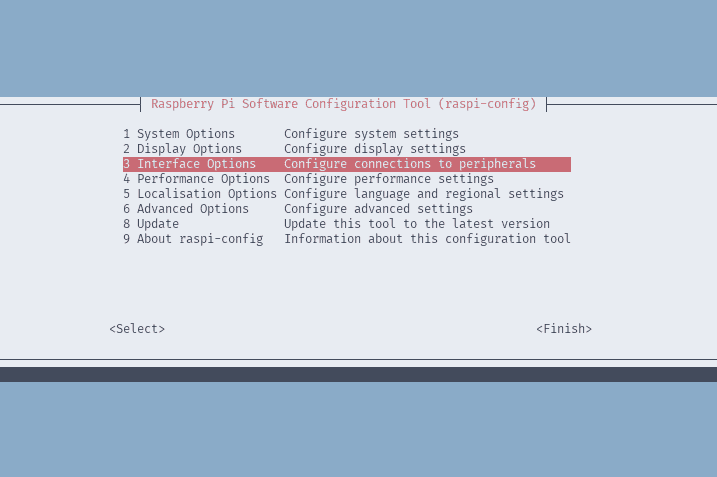 Raspberry Pi Software Configuration Tool (raspi-config)
1 System Options Configure system settings
2 Display Options Configure display settings
3 Interface Options Configure connections to peripherals
4 Performance Options Configure performance settings
5 Localisation Options Configure language and regional settings
6 Advanced Options Configure advanced settings
8 Update Update this tool to the latest version
9 About raspi-config Information about this configuration tool
<Select> <Finish>